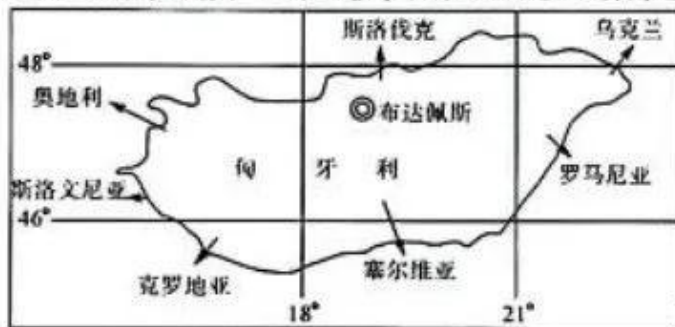 斯洛伐克
乌克兰
48°
奥地利
布达佩斯
匈牙利
罗马尼亚
斯洛文尼亚
46°
克罗地亚
塞尔维亚
18°
21°